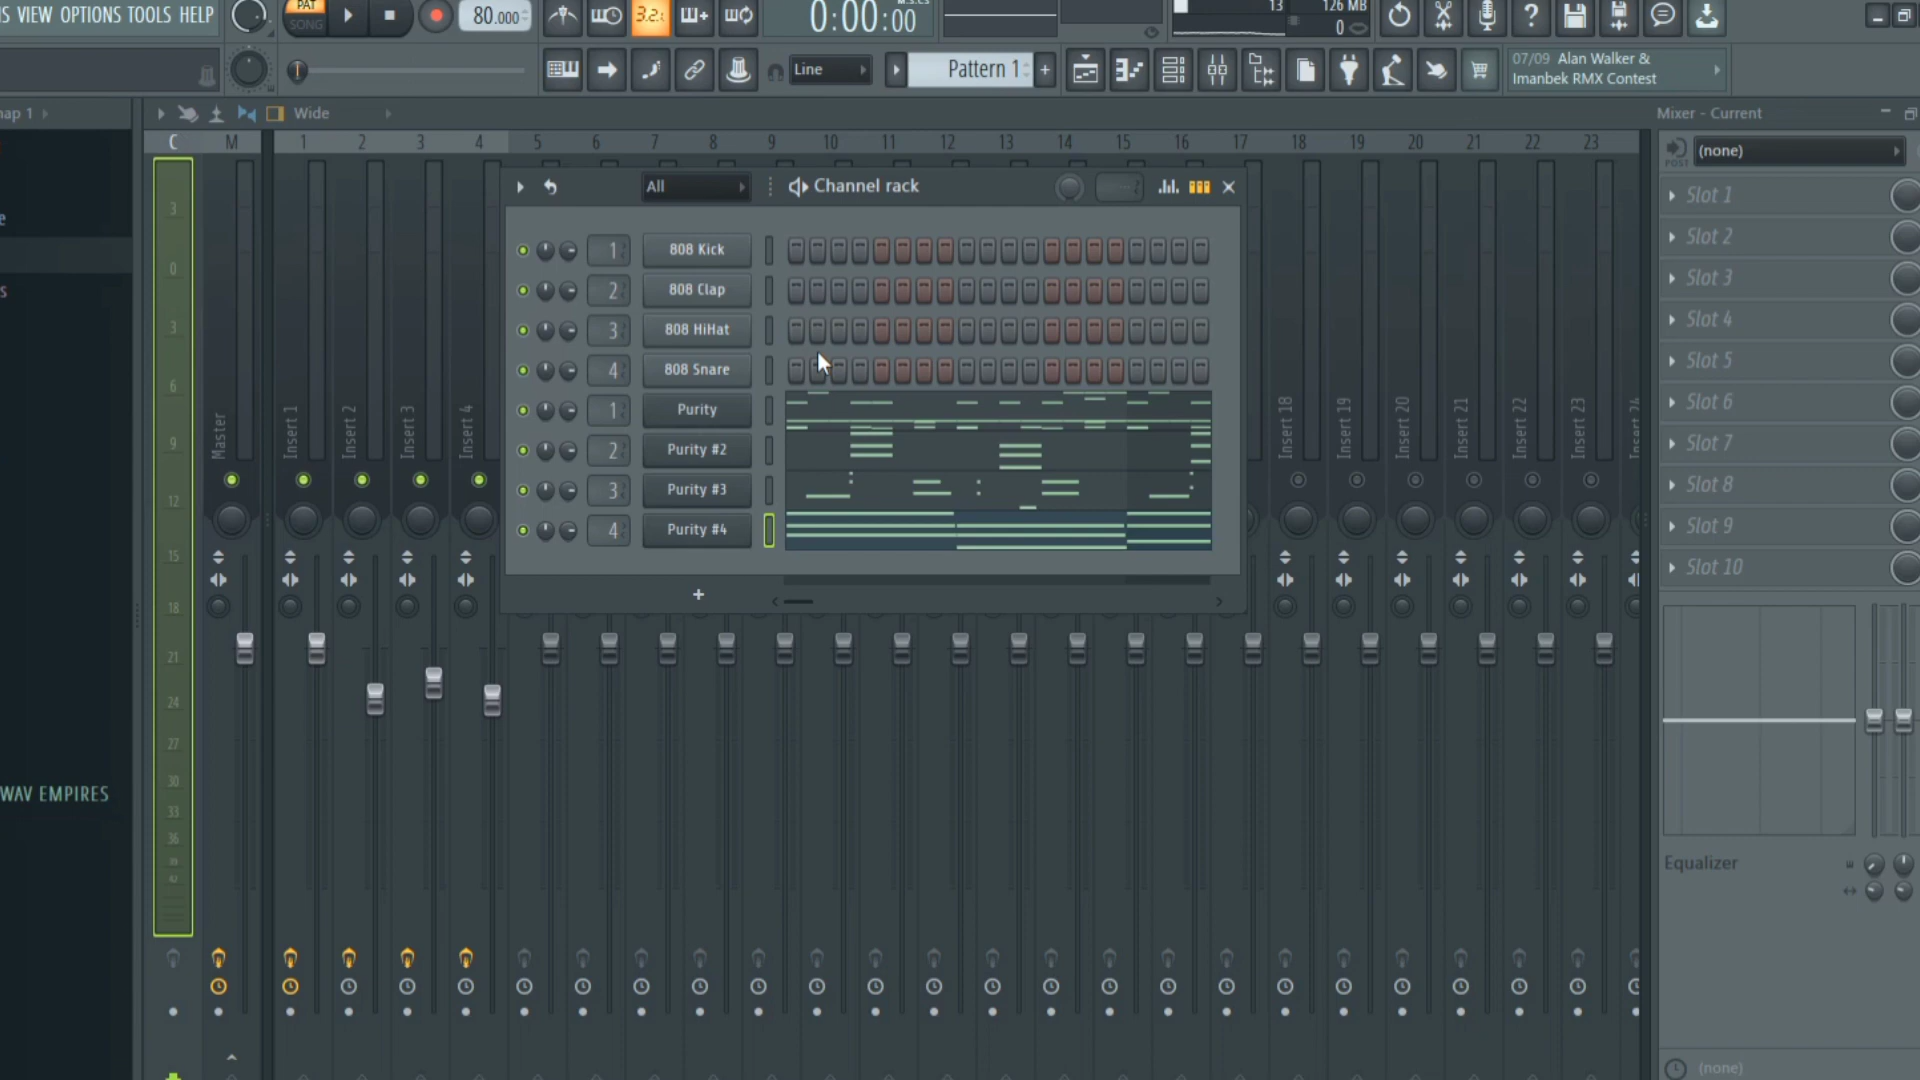 VIEW OPTIONS TOOLS HELP
PAT
SONG
80.000
3.2
0:00:00
M:S:CS
13
126 MB
0
Line
Pattern 1
+
07/09 Alan Walker &
Imanbek RMX Contest
Wide
Mixer - Current
C M 1 2 3 4 5 6 7 8 9 10 11 12 13 14 15 16 17 18 19 20 21 22 23
All
Channel rack
POST
(none)
1 808 Kick
2 808 Clap
3 808 HiHat
4 808 Snare
1 Purity
2 Purity #2
3 Purity #3
4 Purity #4
+
Slot 1
Slot 2
Slot 3
Slot 4
Slot 5
Slot 6
Slot 7
Slot 8
Slot 9
Slot 10
3
0
3
6
9
12
15
18
21
24
27
30
33
36
39
42
Master
Insert 1
Insert 2
Insert 3
Insert 4
Insert 18
Insert 19
Insert 20
Insert 21
Insert 22
Insert 23
WAV EMPIRES
Equalizer
(none)